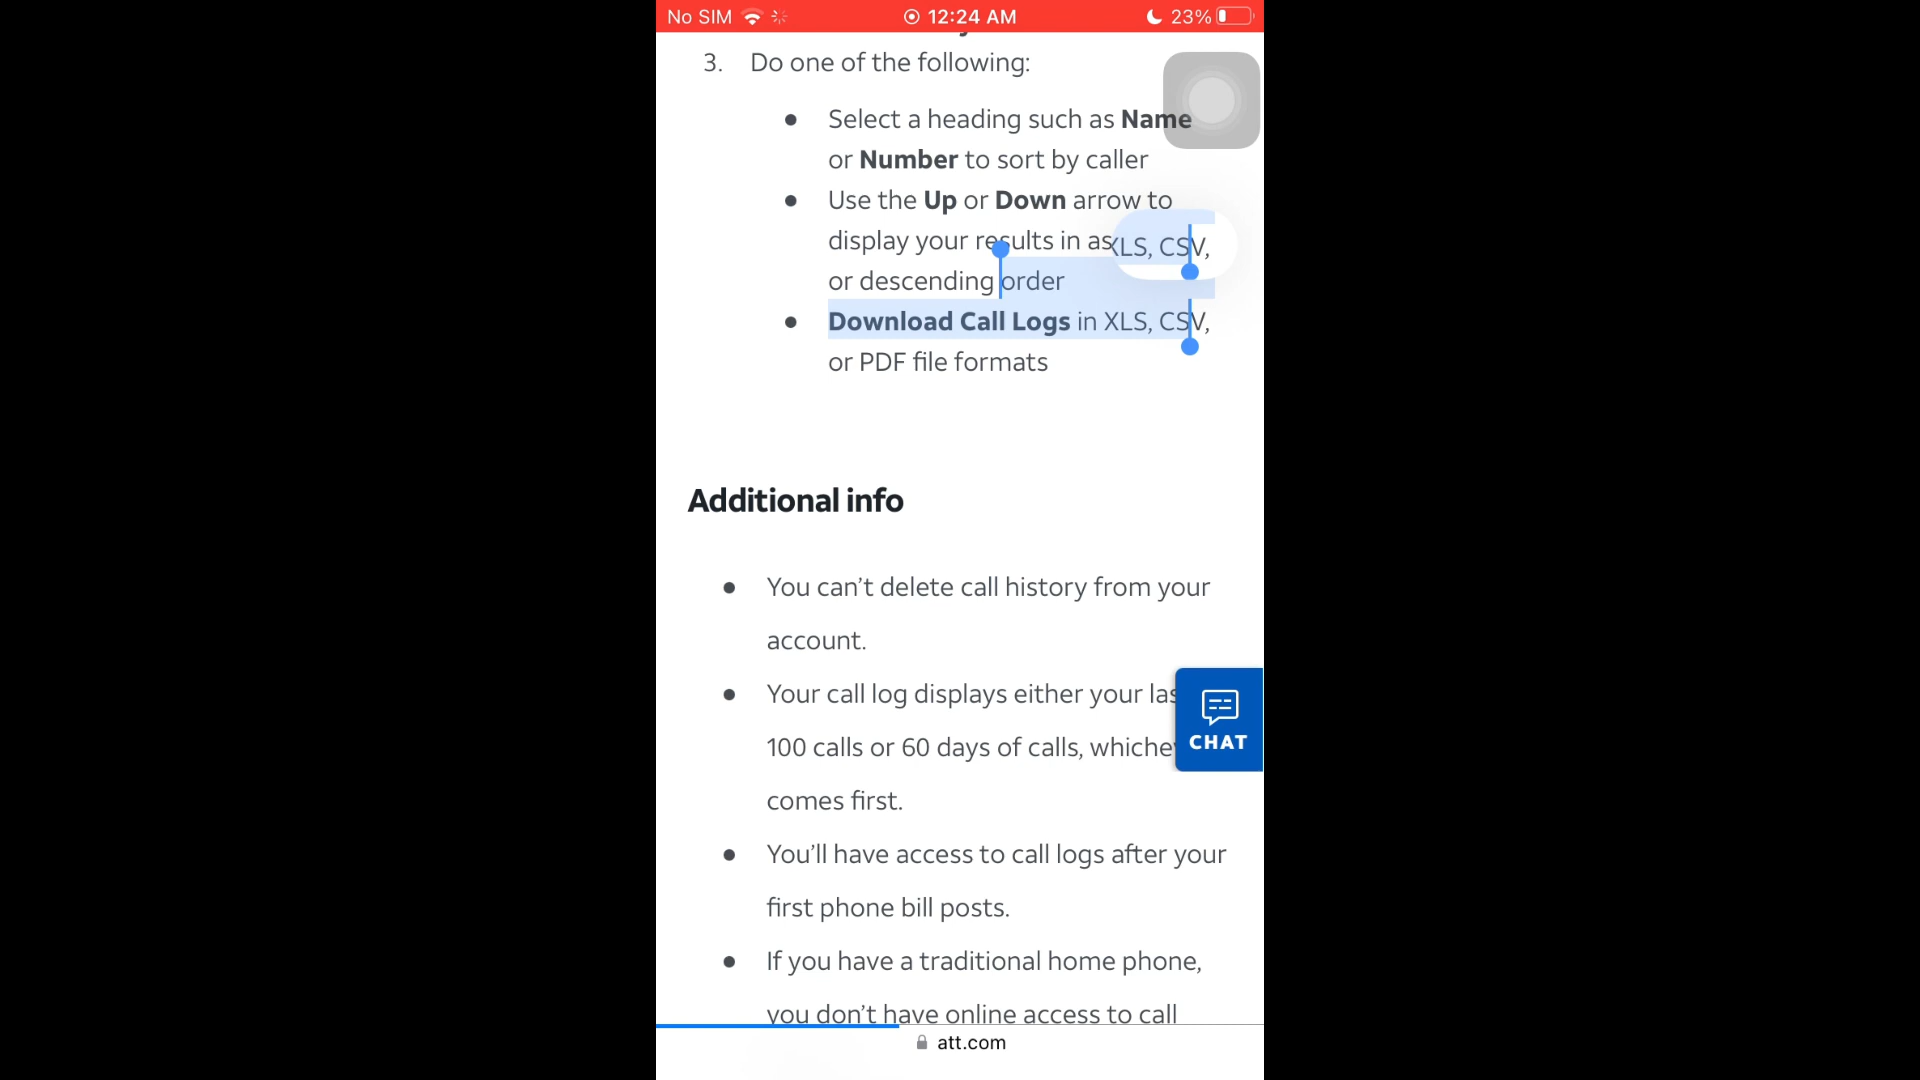 No SIM 12:24 AM 23%
3. Do one of the following:
● Select a heading such as Name
or Number to sort by caller
● Use the Up or Down arrow to
display your results in as
XLS, CSV,
or descending order
● Download Call Logs in XLS, CSV,
or PDF file formats
Additional info
● You can’t delete call history from your
account.
● Your call log displays either your las
100 calls or 60 days of calls, whiche
comes first.
● You’ll have access to call logs after your
first phone bill posts.
● If you have a traditional home phone,
you don’t have online access to call
CHAT
att.com